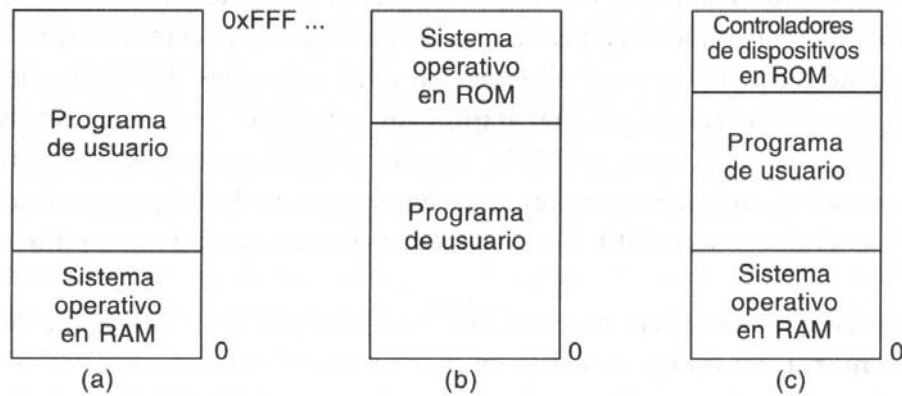 Programa
de usuario
Sistema
operativo
en RAM
0xFFF ...
0
(a)
Sistema
operativo
en ROM
Programa
de usuario
0
(b)
Controladores
de dispositivos
en ROM
Programa
de usuario
Sistema
operativo
en RAM
0
(c)